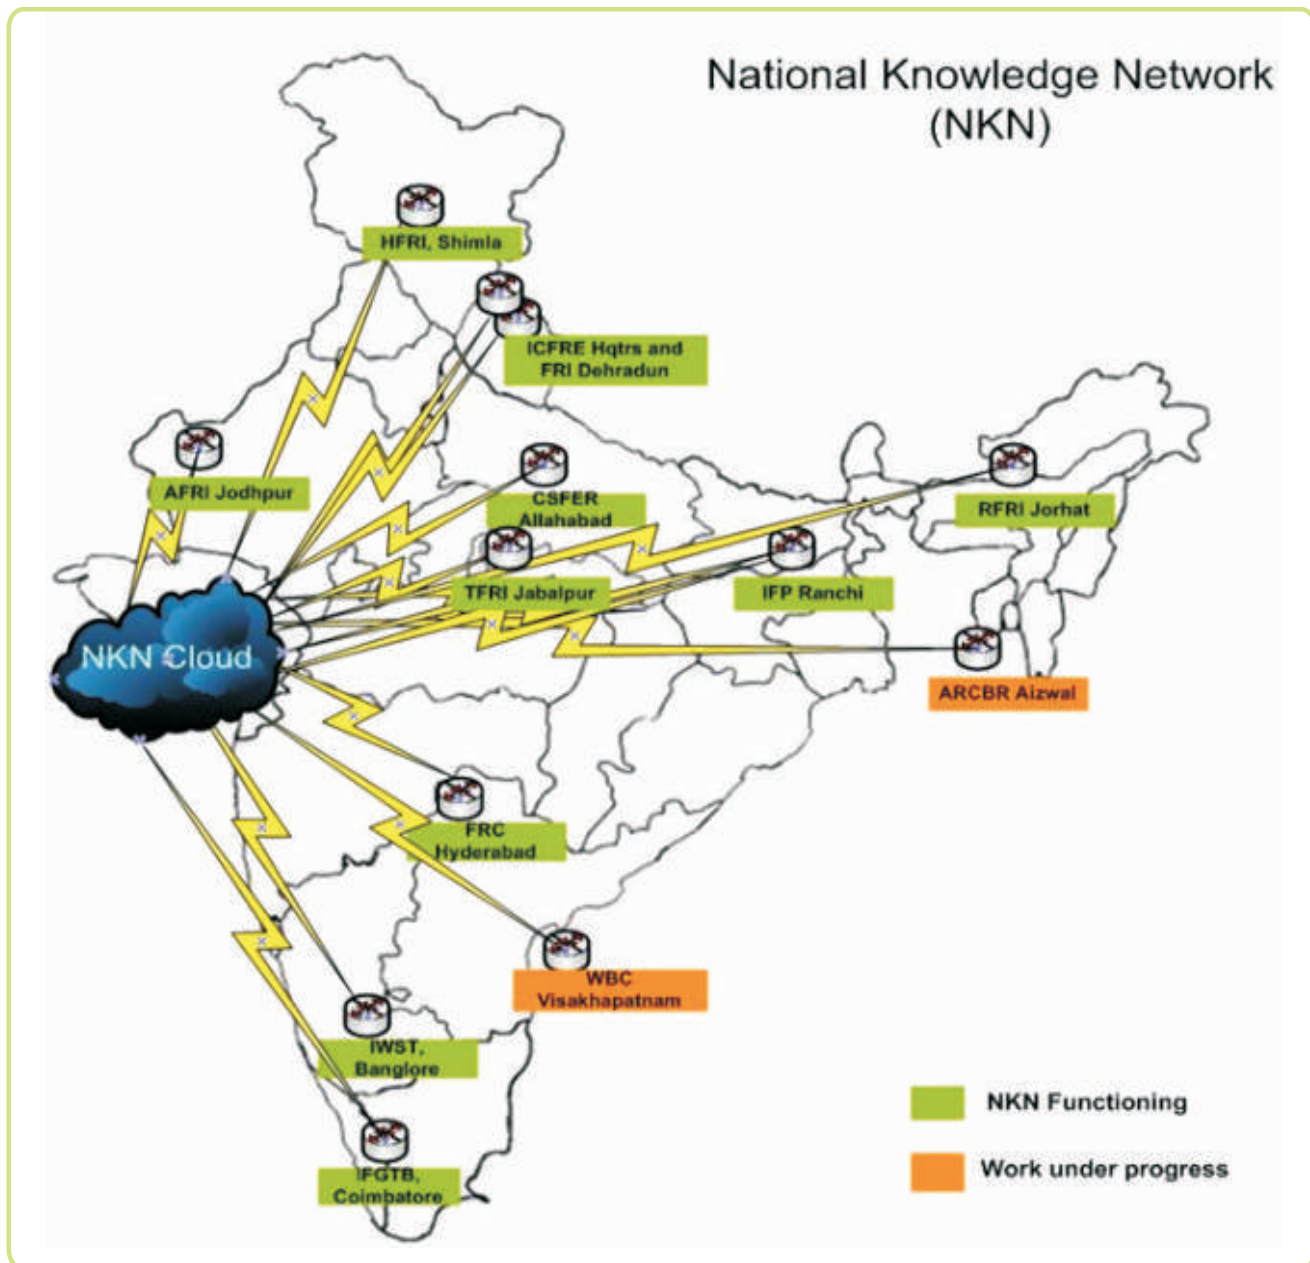 National Knowledge Network
(NKN)
HFRI, Shimla
ICFRE Hqtrs and
FRI Dehradun
AFRI Jodhpur
CSFER
Allahabad
RFRI Jorhat
TFRI Jabalpur
IFP Ranchi
NKN Cloud
ARCBR Aizwal
FRC
Hyderabad
WBC
Visakhapatnam
IWST,
Banglore
NKN Functioning
Work under progress
IFGTB,
Coimbatore